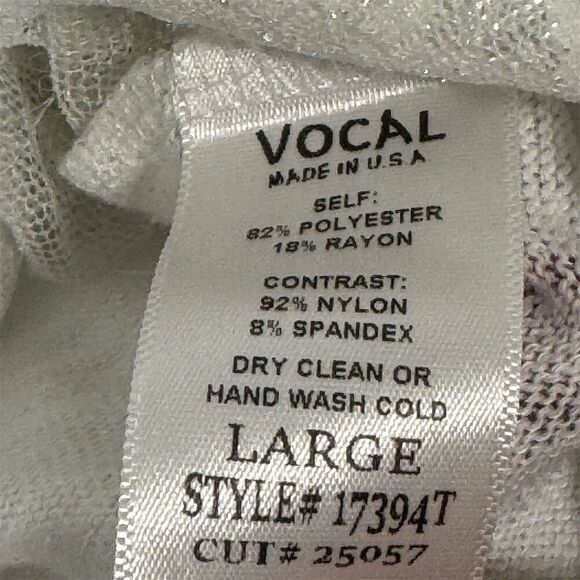 VOCAL
MADE IN U.S.A
SELF:
82% POLYESTER
18% RAYON
CONTRAST:
92% NYLON
8% SPANDEX
DRY CLEAN OR
HAND WASH COLD
LARGE
STYLE# 17394T
CUT# 25057